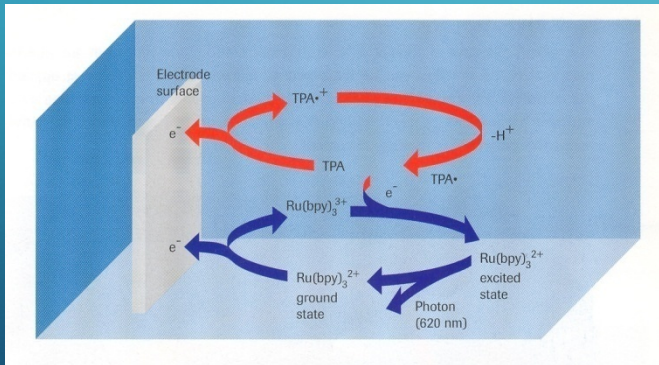 Electrode
surface
TPA•⁺
e⁻
-H⁺
TPA
TPA•
e⁻
Ru(bpy)₃³⁺
e⁻
Ru(bpy)₃²⁺
excited
state
Ru(bpy)₃²⁺
ground
state
Photon
(620 nm)